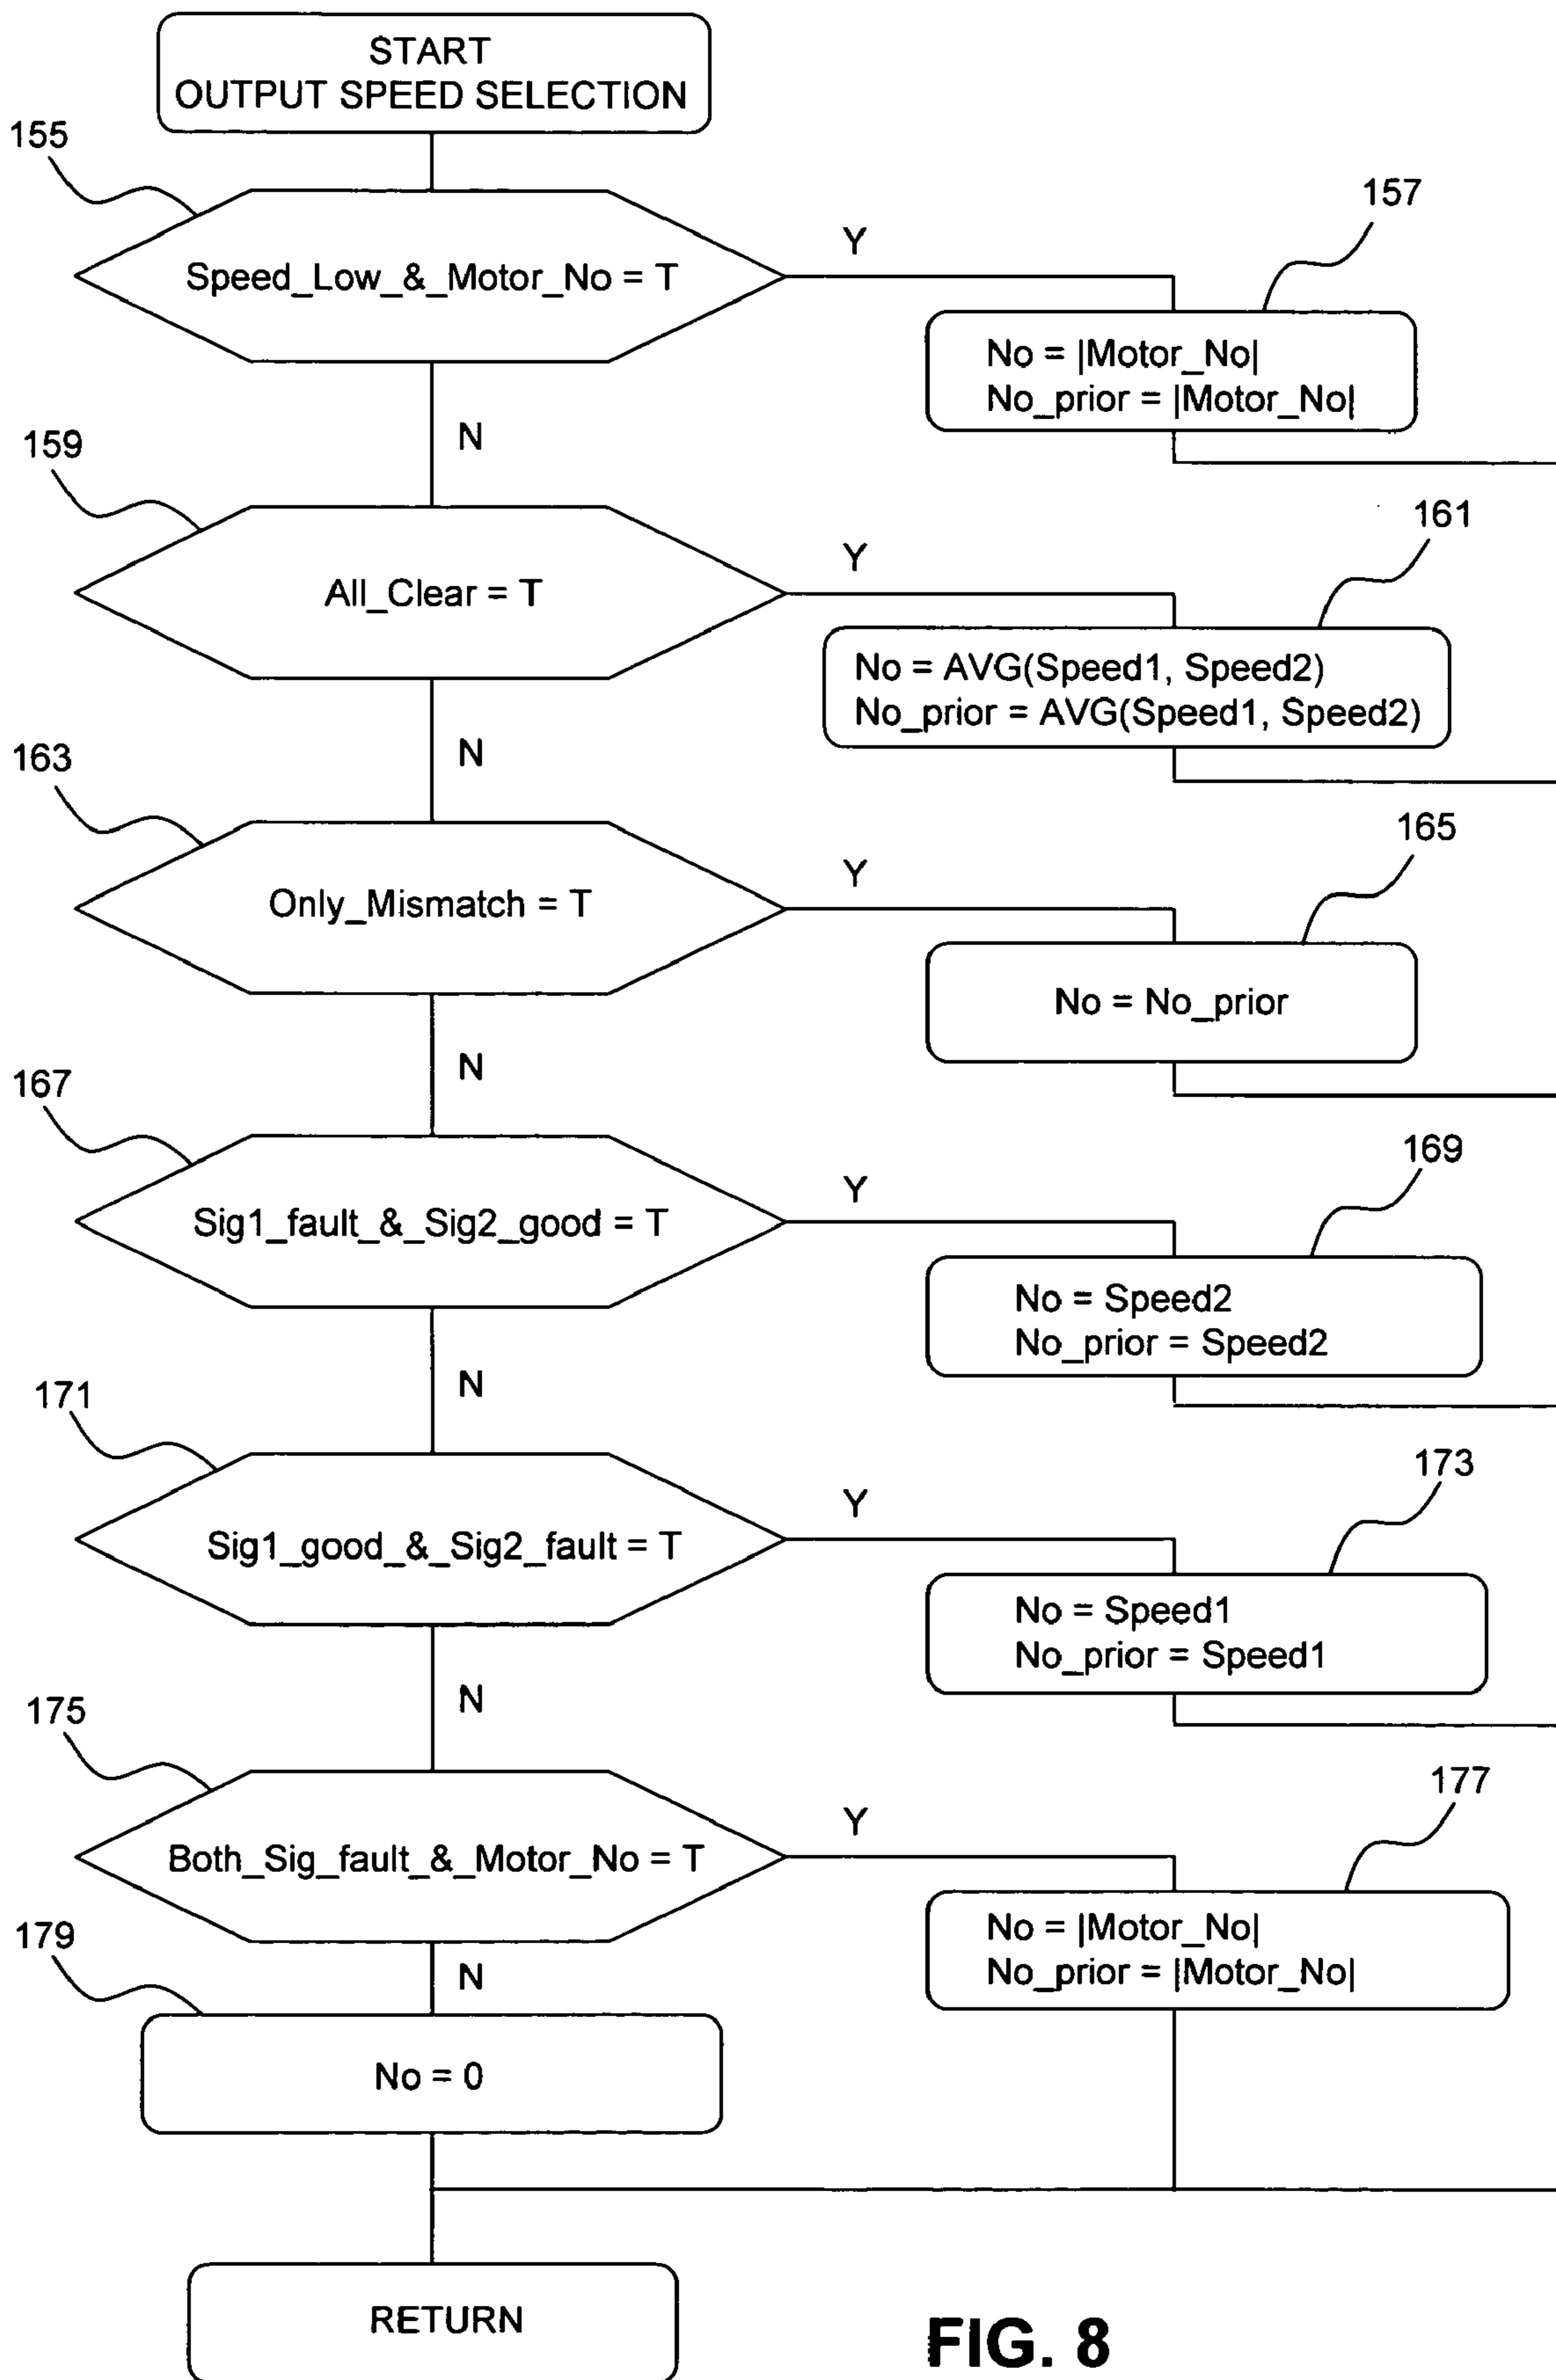 START
OUTPUT SPEED SELECTION
155
Speed_Low_&_Motor_No = T
Y
157
No = |Motor_No|
No_prior = |Motor_No|
N
159
All_Clear = T
Y
161
No = AVG(Speed1, Speed2)
No_prior = AVG(Speed1, Speed2)
N
163
Only_Mismatch = T
Y
165
No = No_prior
N
167
Sig1_fault_&_Sig2_good = T
Y
169
No = Speed2
No_prior = Speed2
N
171
Sig1_good_&_Sig2_fault = T
Y
173
No = Speed1
No_prior = Speed1
N
175
Both_Sig_fault_&_Motor_No = T
Y
177
No = |Motor_No|
No_prior = |Motor_No|
N
179
No = 0
RETURN
FIG. 8